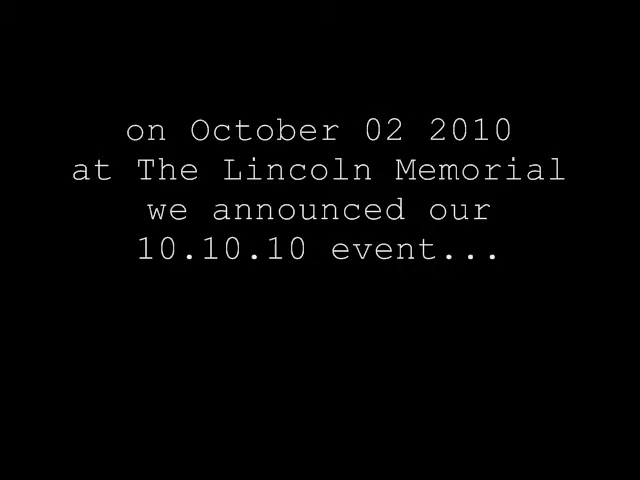 on October 02 2010
at The Lincoln Memorial
we announced our
10.10.10 event...